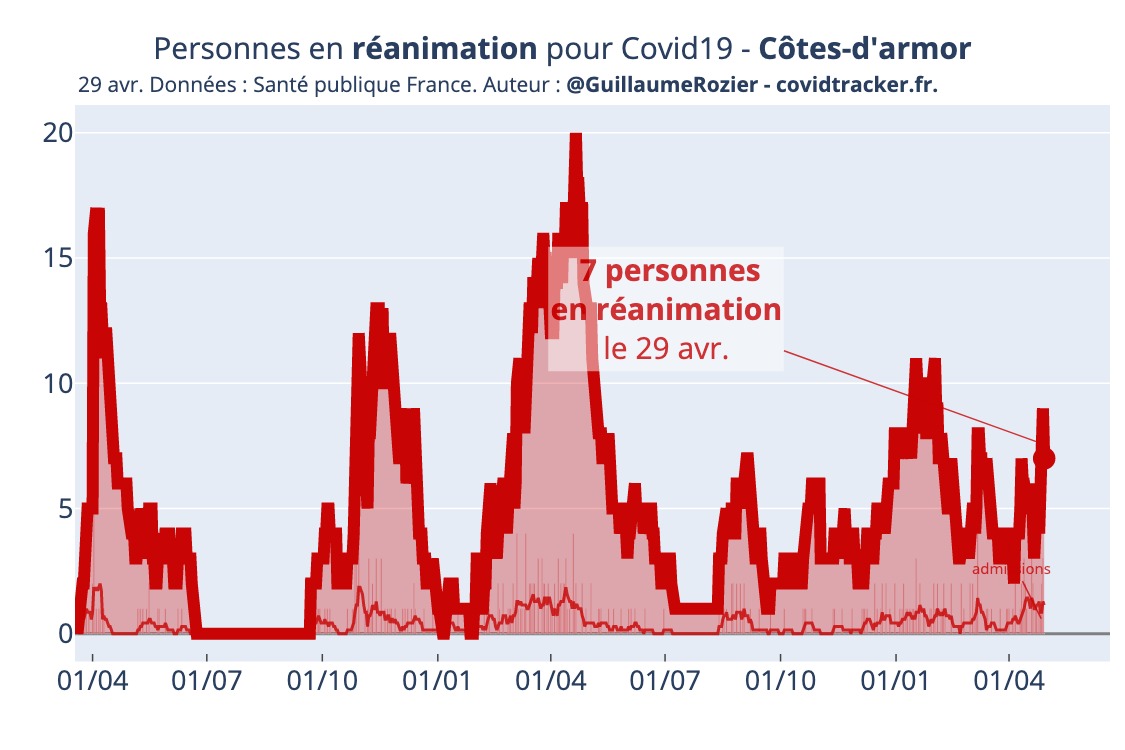 Personnes en réanimation pour Covid19 - Côtes-d'armor
29 avr. Données : Santé publique France. Auteur : @GuillaumeRozier - covidtracker.fr.
20
15
10
5
0
7 personnes
en réanimation
le 29 avr.
admissions
01/04 01/07 01/10 01/01 01/04 01/07 01/10 01/01 01/04